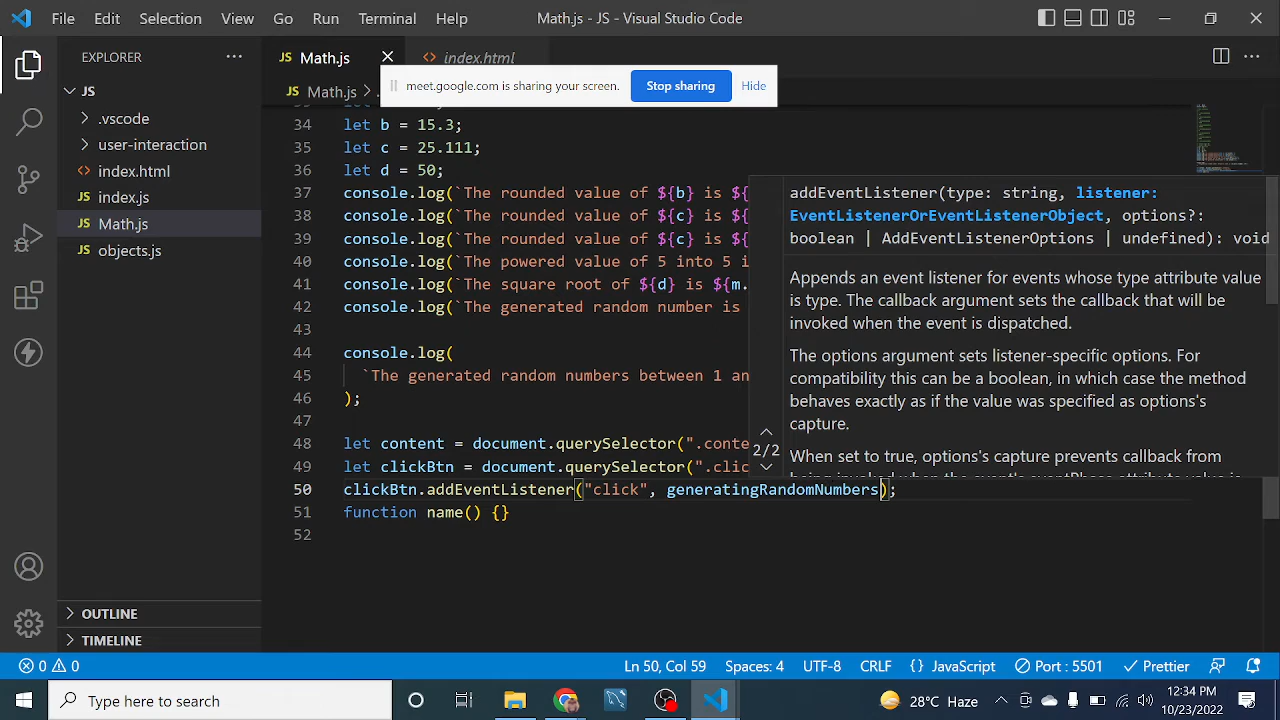 File Edit Selection View Go Run Terminal Help Math.js - JS - Visual Studio Code
EXPLORER
JS Math.js
index.html
meet.google.com is sharing your screen. Stop sharing Hide
JS
.vscode
user-interaction
index.html
JS index.js
JS Math.js
JS objects.js
OUTLINE
TIMELINE
JS Math.js
34 let b = 15.3;
35 let c = 25.111;
36 let d = 50;
37 console.log(`The rounded value of ${b} is ${
38 console.log(`The rounded value of ${c} is ${
39 console.log(`The rounded value of ${c} is ${
40 console.log(`The powered value of 5 into 5 i
41 console.log(`The square root of ${d} is ${m.
42 console.log(`The generated random number is
43
44 console.log(
45 `The generated random numbers between 1 an
46 );
47
48 let content = document.querySelector(".conte
49 let clickBtn = document.querySelector(".clic
50 clickBtn.addEventListener("click", generatingRandomNumbers);
51 function name() {}
52
addEventListener(type: string, listener:
EventListenerOrEventListenerObject, options?:
boolean | AddEventListenerOptions | undefined): void
Appends an event listener for events whose type attribute value
is type. The callback argument sets the callback that will be
invoked when the event is dispatched.
The options argument sets listener-specific options. For
compatibility this can be a boolean, in which case the method
behaves exactly as if the value was specified as options's
capture.
When set to true, options's capture prevents callback from
2/2
0 0 Ln 50, Col 59 Spaces: 4 UTF-8 CRLF {} JavaScript Port : 5501 Prettier
Type here to search
28°C Haze
12:34 PM
10/23/2022